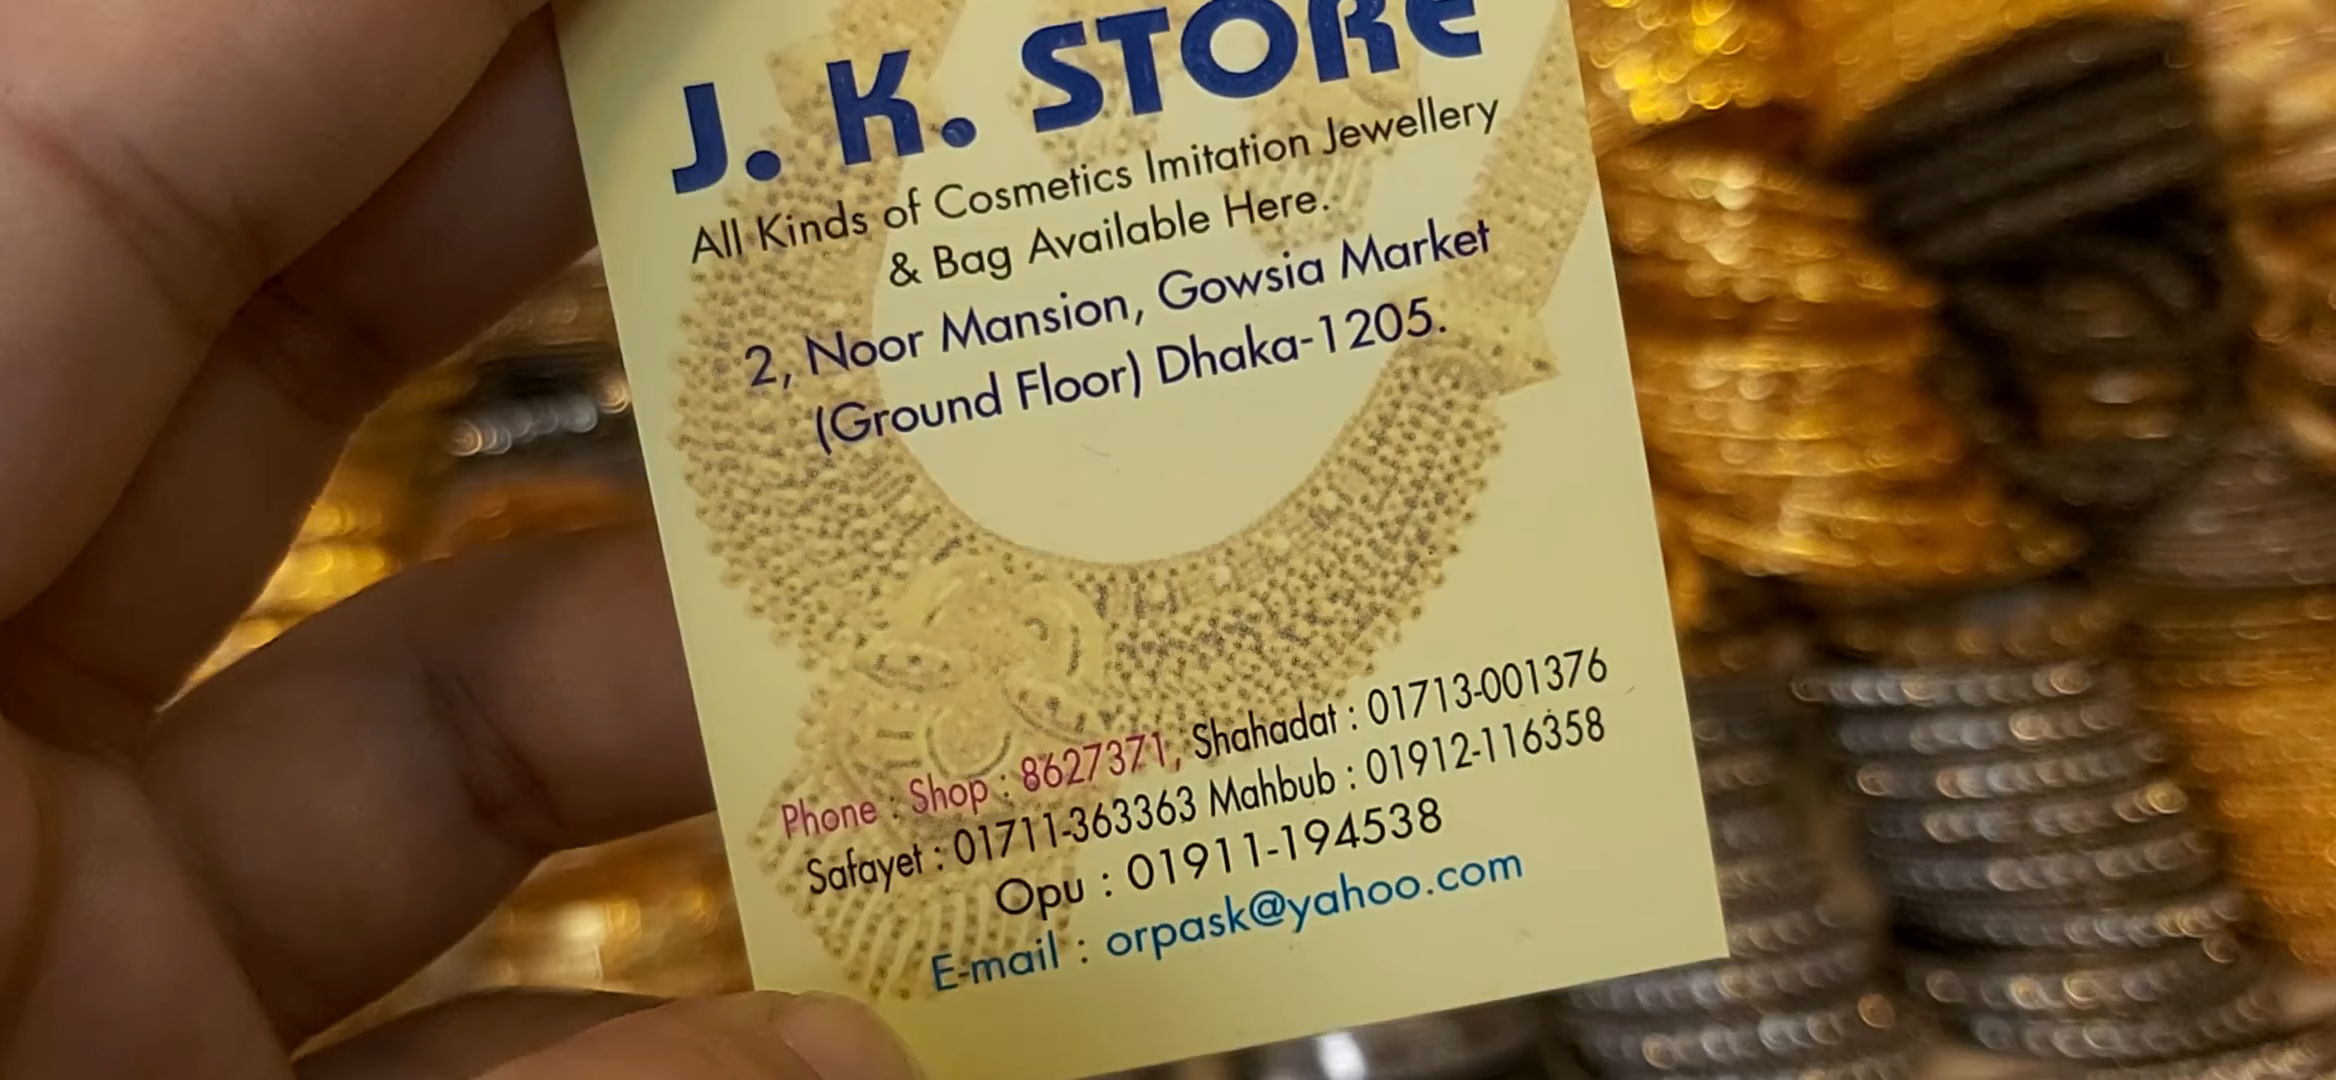 J. K. STORE
All Kinds of Cosmetics Imitation Jewellery
& Bag Available Here.
2, Noor Mansion, Gowsia Market
(Ground Floor) Dhaka-1205.
Phone : Shop : 8627371, Shahadat : 01713-001376
Safayet : 01711-363363 Mahbub : 01912-116358
Opu : 01911-194538
E-mail : orpask@yahoo.com